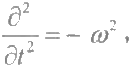 ∂²/∂t² = − ω²,